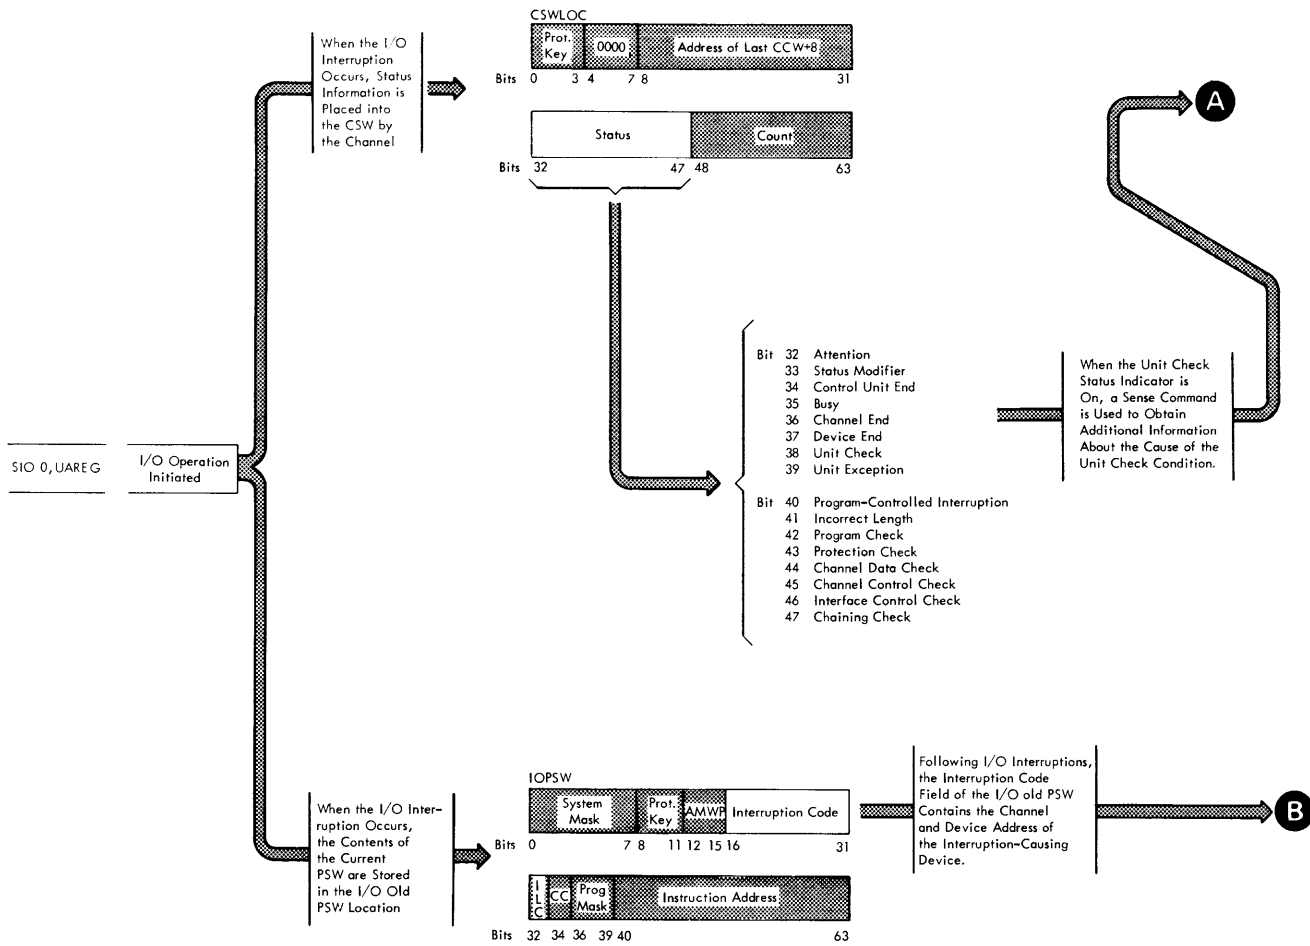 CSWLOC
Prot.
Key
0000
Address of Last CCW+8
Bits 0 3 4 7 8 31
When the I/O
Interruption
Occurs, Status
Information is
Placed into
the CSW by
the Channel
A
Status
Count
Bits 32 47 48 63
Bit 32 Attention
33 Status Modifier
34 Control Unit End
35 Busy
36 Channel End
37 Device End
38 Unit Check
39 Unit Exception
When the Unit Check
Status Indicator is
On, a Sense Command
is Used to Obtain
Additional Information
About the Cause of the
Unit Check Condition.
SIO 0,UAREG
I/O Operation
Initiated
Bit 40 Program-Controlled Interruption
41 Incorrect Length
42 Program Check
43 Protection Check
44 Channel Data Check
45 Channel Control Check
46 Interface Control Check
47 Chaining Check
When the I/O Inter-
ruption Occurs,
the Contents of
the Current
PSW are Stored
in the I/O Old
PSW Location
IOPSW
System
Mask
Prot.
Key
AMWP
Interruption Code
Bits 0 7 8 11 12 15 16 31
ILC
CC
Prog
Mask
Instruction Address
Bits 32 34 36 39 40 63
Following I/O Interruptions,
the Interruption Code
Field of the I/O old PSW
Contains the Channel
and Device Address of
the Interruption-Causing
Device.
B